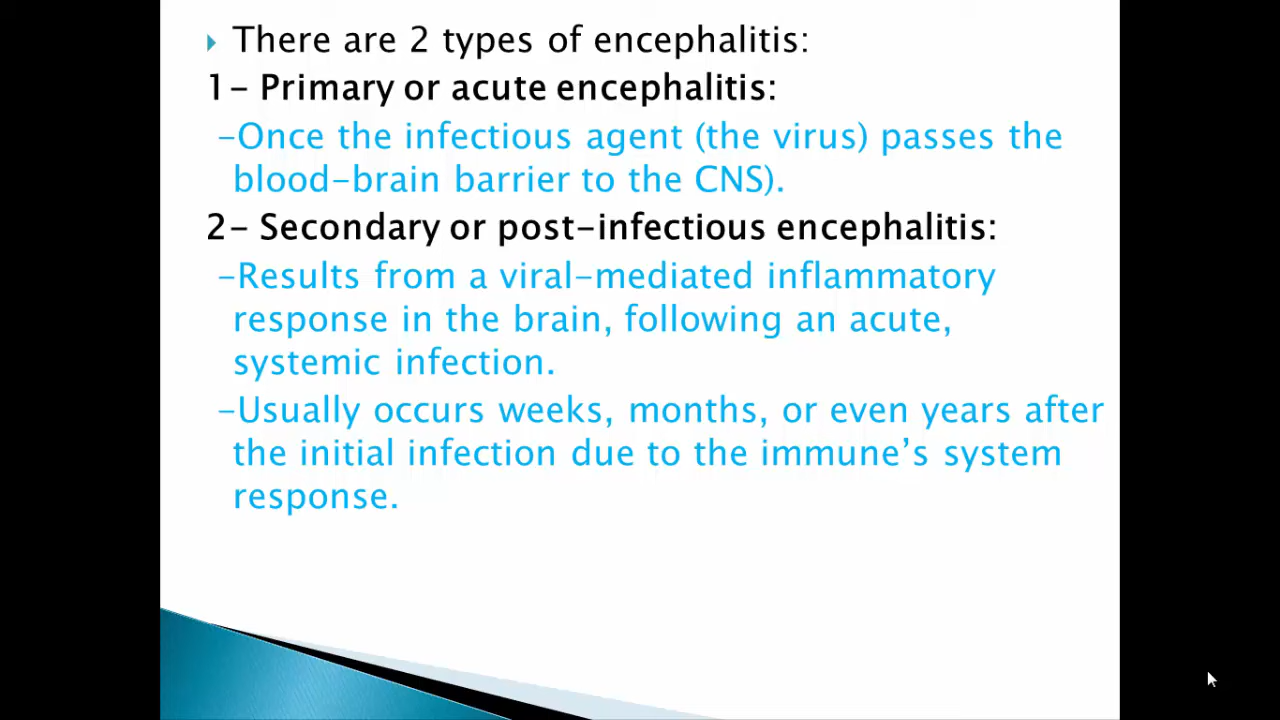 There are 2 types of encephalitis:
1- Primary or acute encephalitis:
-Once the infectious agent (the virus) passes the
blood-brain barrier to the CNS).
2- Secondary or post-infectious encephalitis:
-Results from a viral-mediated inflammatory
response in the brain, following an acute,
systemic infection.
-Usually occurs weeks, months, or even years after
the initial infection due to the immune’s system
response.